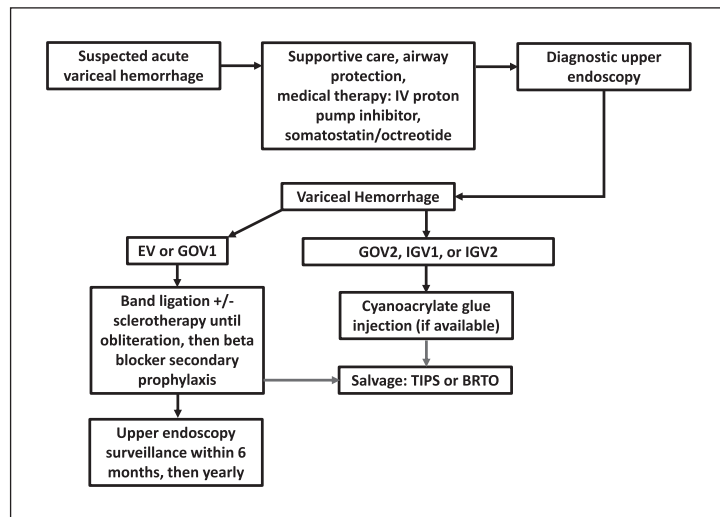 Suspected acute
variceal hemorrhage
Supportive care, airway
protection,
medical therapy: IV proton
pump inhibitor,
somatostatin/octreotide
Diagnostic upper
endoscopy
Variceal Hemorrhage
EV or GOV1
GOV2, IGV1, or IGV2
Band ligation +/-
sclerotherapy until
obliteration, then beta
blocker secondary
prophylaxis
Cyanoacrylate glue
injection (if available)
Salvage: TIPS or BRTO
Upper endoscopy
surveillance within 6
months, then yearly